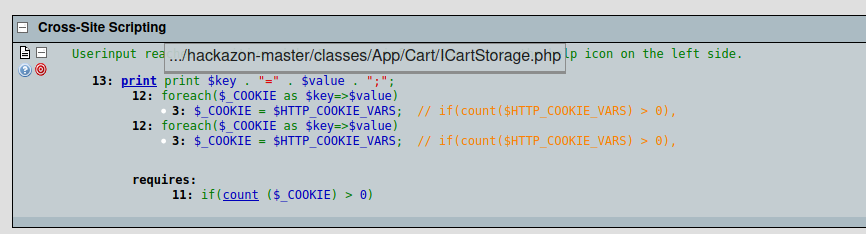 Cross-Site Scripting
Userinput rea .../hackazon-master/classes/App/Cart/ICartStorage.php lp icon on the left side.
13: print print $key . "=" . $value . ";";
12: foreach($_COOKIE as $key=>$value)
3: $_COOKIE = $HTTP_COOKIE_VARS; // if(count($HTTP_COOKIE_VARS) > 0),
12: foreach($_COOKIE as $key=>$value)
3: $_COOKIE = $HTTP_COOKIE_VARS; // if(count($HTTP_COOKIE_VARS) > 0),
requires:
11: if(count ($_COOKIE) > 0)